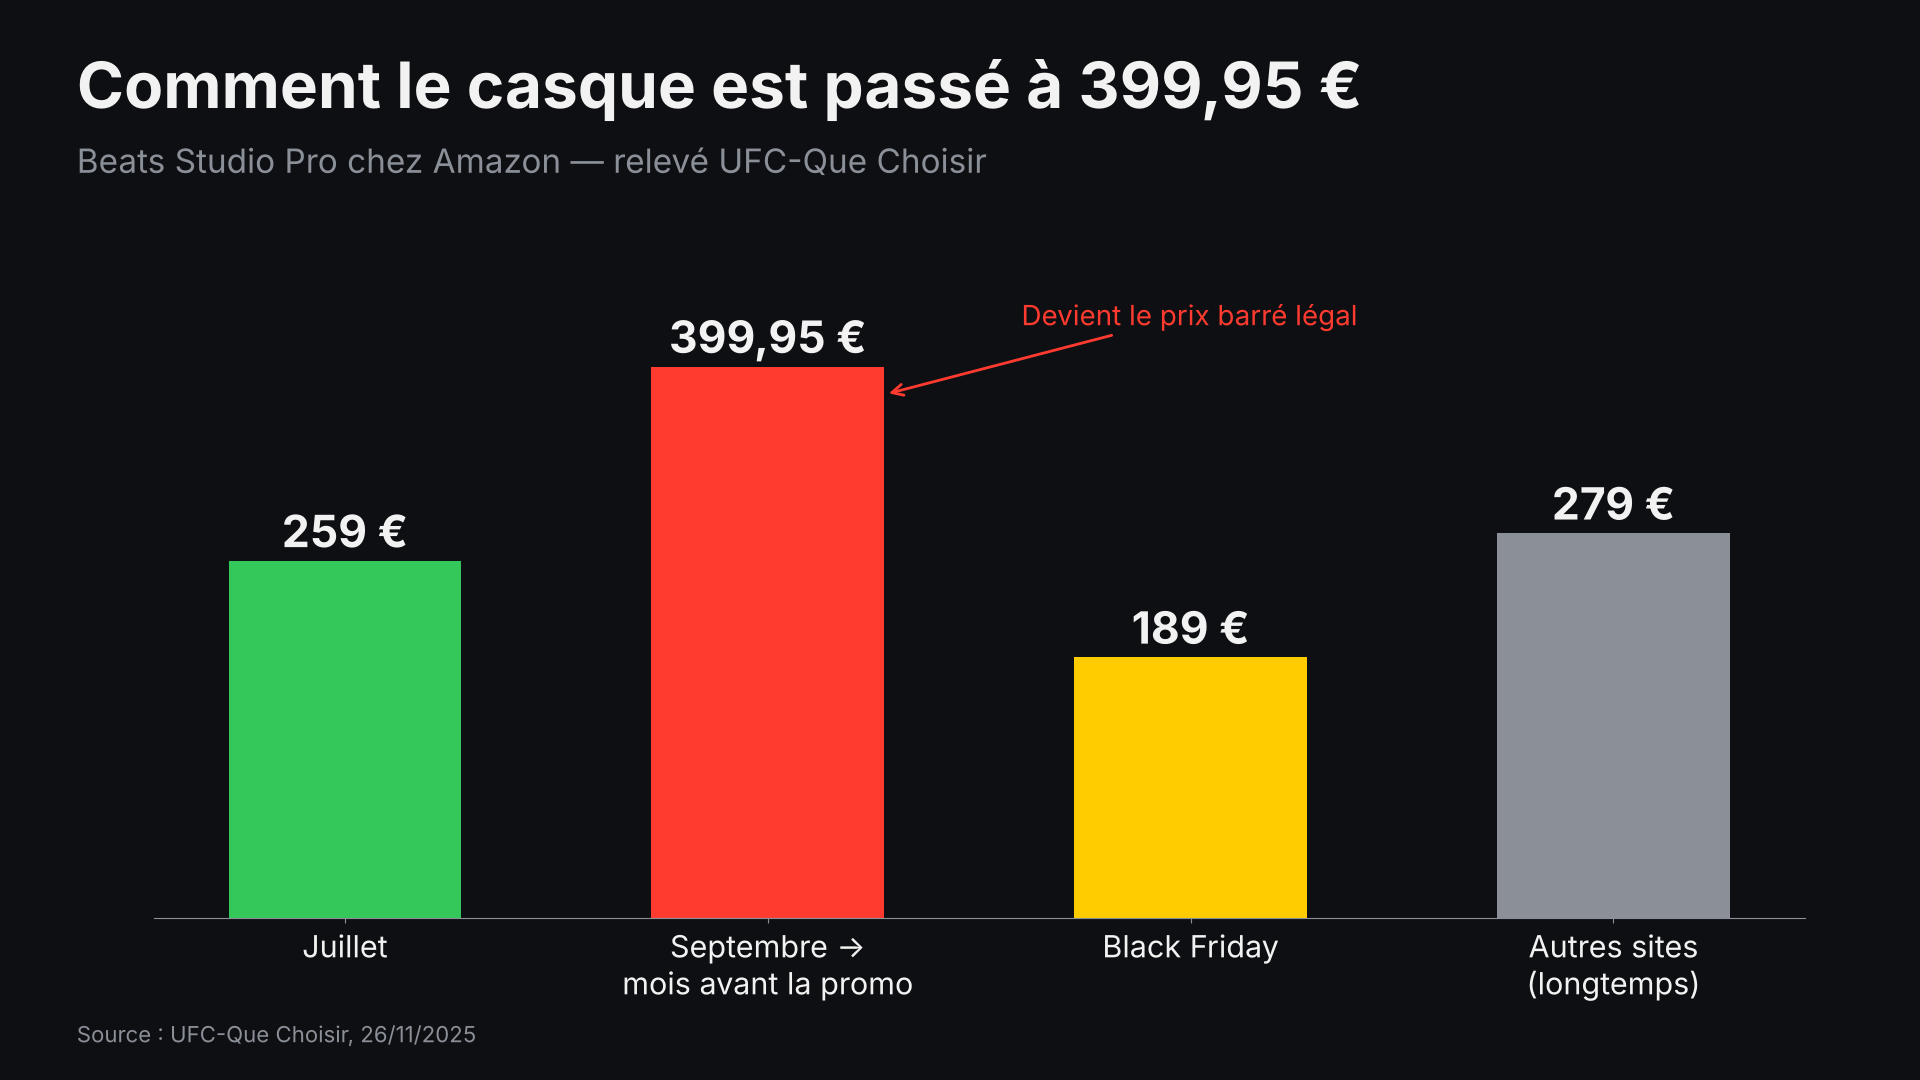 Comment le casque est passé à 399,95 €
Beats Studio Pro chez Amazon — relevé UFC-Que Choisir
Devient le prix barré légal
399,95 €
259 €
279 €
189 €
Juillet
Septembre →
mois avant la promo
Black Friday
Autres sites
(longtemps)
Source : UFC-Que Choisir, 26/11/2025